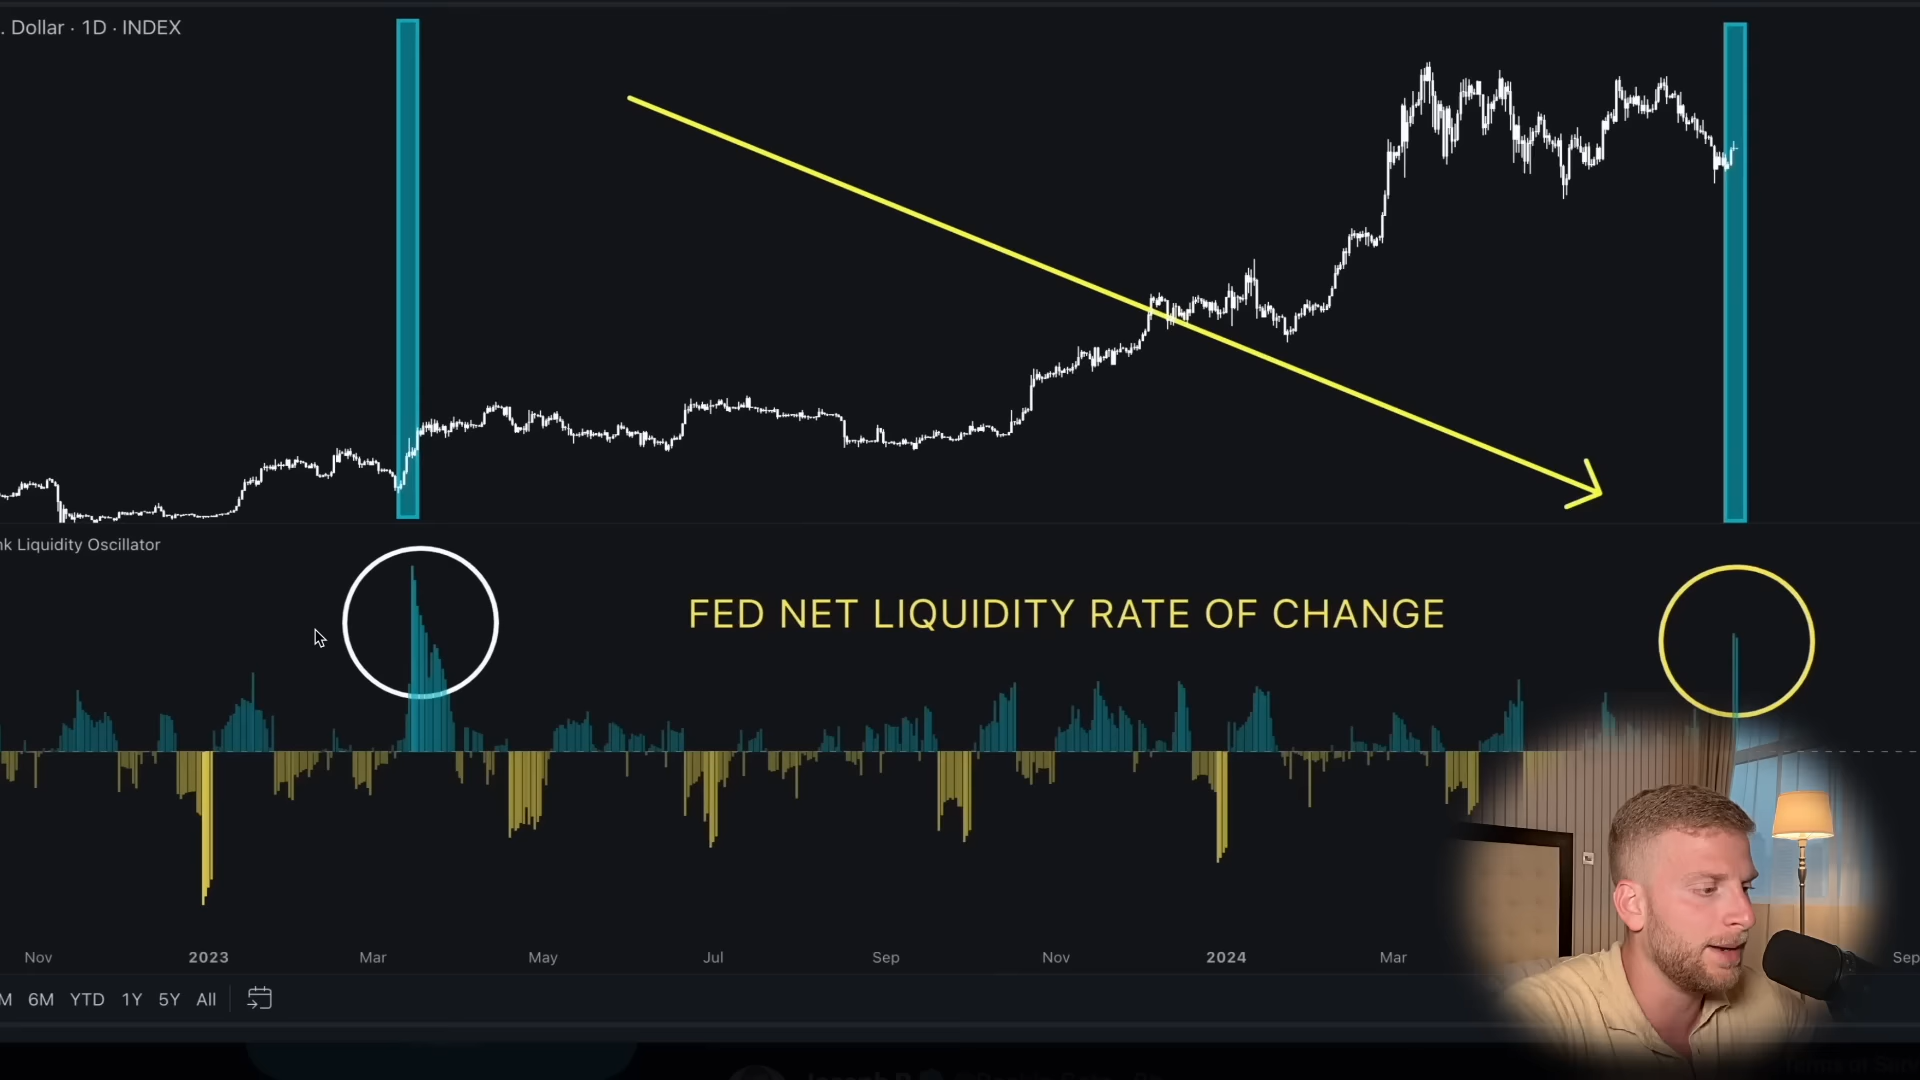 . Dollar · 1D · INDEX
nk Liquidity Oscillator
FED NET LIQUIDITY RATE OF CHANGE
Nov 2023 Mar May Jul Sep Nov 2024 Mar Sep
M 6M YTD 1Y 5Y All